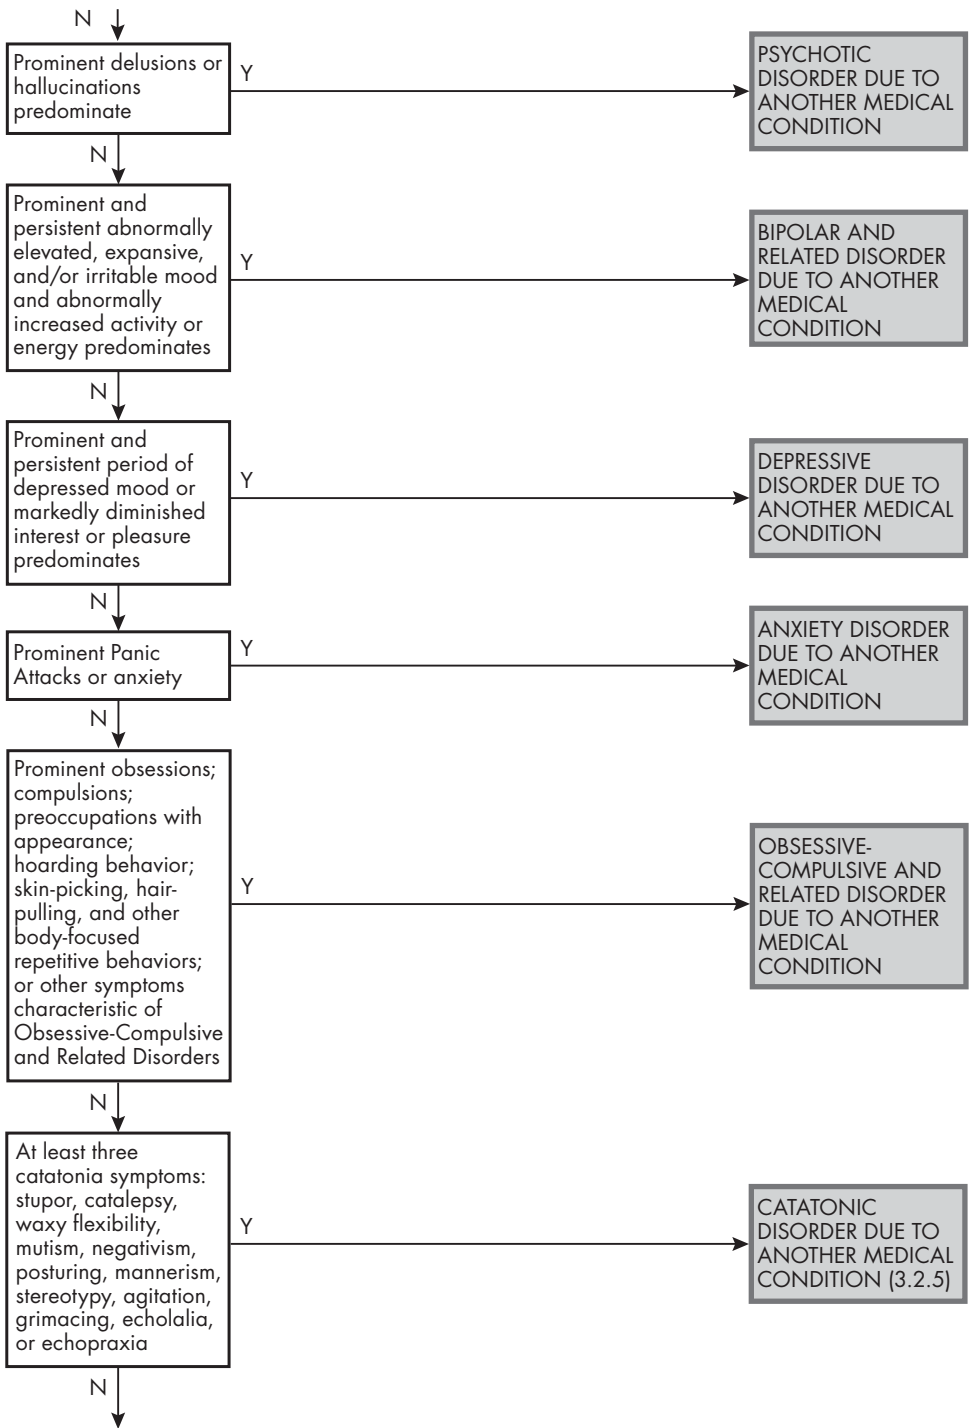 N
Prominent delusions or
hallucinations
predominate
Y
PSYCHOTIC
DISORDER DUE TO
ANOTHER MEDICAL
CONDITION
N
Prominent and
persistent abnormally
elevated, expansive,
and/or irritable mood
and abnormally
increased activity or
energy predominates
Y
BIPOLAR AND
RELATED DISORDER
DUE TO ANOTHER
MEDICAL
CONDITION
N
Prominent and
persistent period of
depressed mood or
markedly diminished
interest or pleasure
predominates
Y
DEPRESSIVE
DISORDER DUE TO
ANOTHER MEDICAL
CONDITION
N
Prominent Panic
Attacks or anxiety
Y
ANXIETY DISORDER
DUE TO ANOTHER
MEDICAL
CONDITION
N
Prominent obsessions;
compulsions;
preoccupations with
appearance;
hoarding behavior;
skin-picking, hair-
pulling, and other
body-focused
repetitive behaviors;
or other symptoms
characteristic of
Obsessive-Compulsive
and Related Disorders
Y
OBSESSIVE-
COMPULSIVE AND
RELATED DISORDER
DUE TO ANOTHER
MEDICAL
CONDITION
N
At least three
catatonia symptoms:
stupor, catalepsy,
waxy flexibility,
mutism, negativism,
posturing, mannerism,
stereotypy, agitation,
grimacing, echolalia,
or echopraxia
Y
CATATONIC
DISORDER DUE TO
ANOTHER MEDICAL
CONDITION (3.2.5)
N